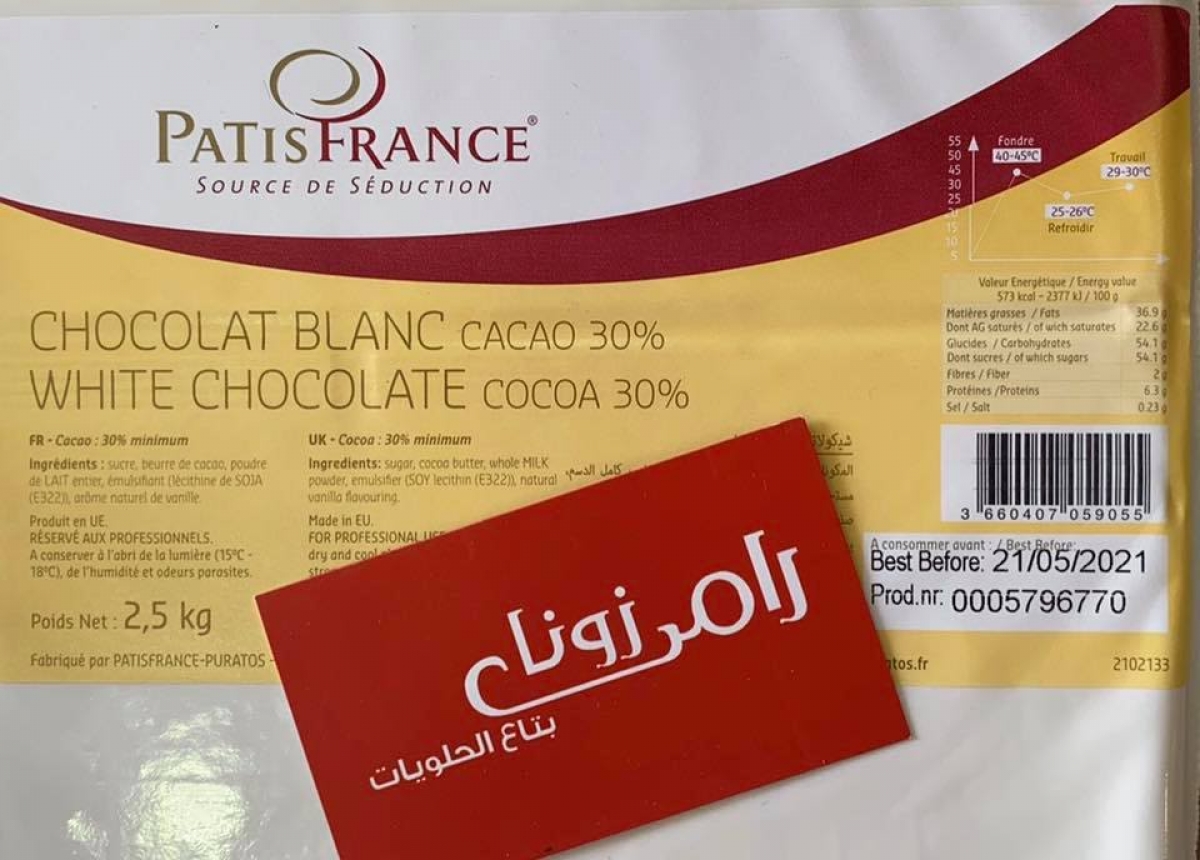 PATISFRANCE®
SOURCE DE SÉDUCTION
55
50
45
30
25
15
10
5
Fondre
40-45°C
Travail
29-30°C
25-26°C
Refroidir
CHOCOLAT BLANC CACAO 30%
WHITE CHOCOLATE COCOA 30%
Valeur Energétique / Energy value
573 kcal - 2377 kJ / 100 g
Matières grasses / Fats 36.9 g
Dont AG saturés / of wich saturates 22.6 g
Glucides / Carbohydrates 54.1 g
Dont sucres / of which sugars 54.1 g
Fibres / Fiber 2 g
Protéines /Proteins 6.3 g
Sel / Salt 0.23 g
FR - Cacao : 30% minimum
Ingrédients : sucre, beurre de cacao, poudre
de LAIT entier, émulsifiant (lécithine de SOJA
(E322)), arôme naturel de vanille.
Produit en UE.
RÉSERVÉ AUX PROFESSIONNELS.
A conserver à l'abri de la lumière (15°C -
18°C), de l'humidité et odeurs parasites.
Poids Net : 2,5 kg
Fabriqué par PATISFRANCE-PURATOS -
UK - Cocoa : 30% minimum
Ingredients: sugar, cocoa butter, whole MILK
powder, emulsifier (SOY lecithin (E322)), natural
vanilla flavouring.
Made in EU.
FOR PROFESSIONAL
dry and cool
كامل الدسم،
3 660407 059055
A consommer avant : / Best Before:
Best Before: 21/05/2021
Prod.nr: 0005796770
2102133
رامر زوناع
بتاع الحلويات